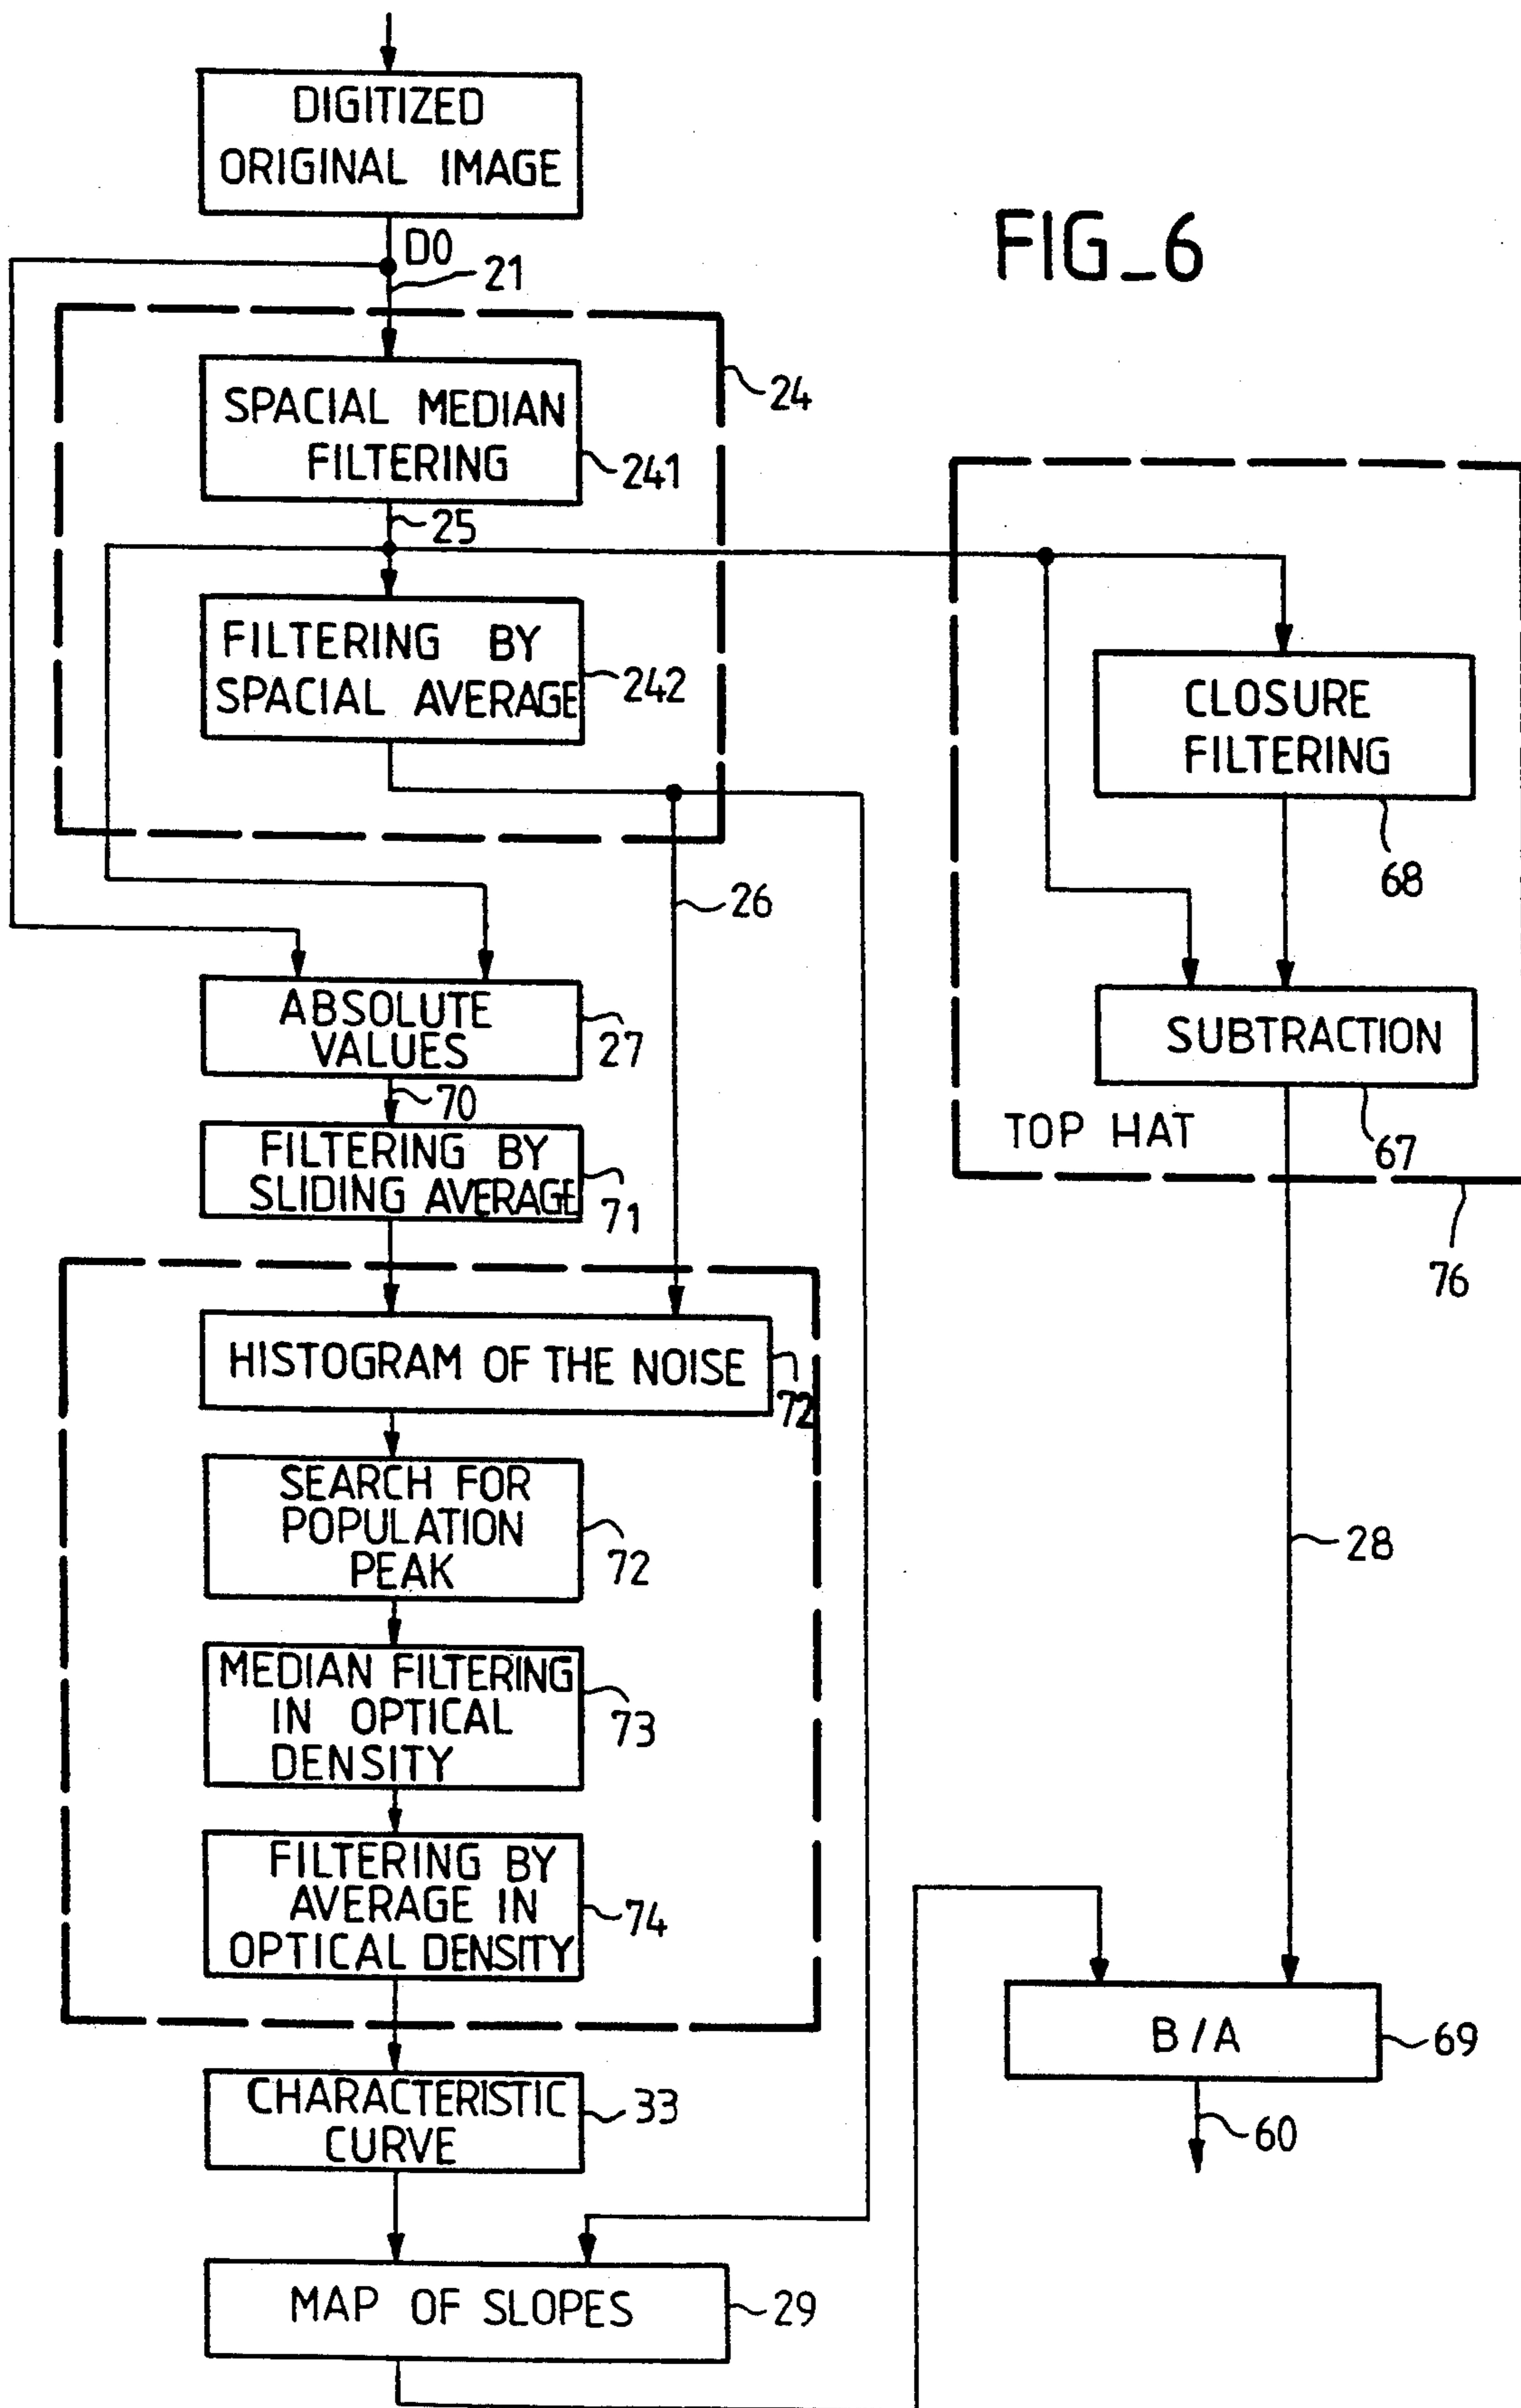 DIGITIZED
ORIGINAL IMAGE
D0
21
FIG_6
SPACIAL MEDIAN
FILTERING
24
241
25
FILTERING BY
SPACIAL AVERAGE
242
CLOSURE
FILTERING
68
26
ABSOLUTE
VALUES
27
SUBTRACTION
67
TOP HAT
76
70
FILTERING BY
SLIDING AVERAGE
71
HISTOGRAM OF THE NOISE
72
SEARCH FOR
POPULATION
PEAK
72
28
MEDIAN FILTERING
IN OPTICAL
DENSITY
73
FILTERING BY
AVERAGE IN
OPTICAL DENSITY
74
B/A
69
60
CHARACTERISTIC
CURVE
33
MAP OF SLOPES
29